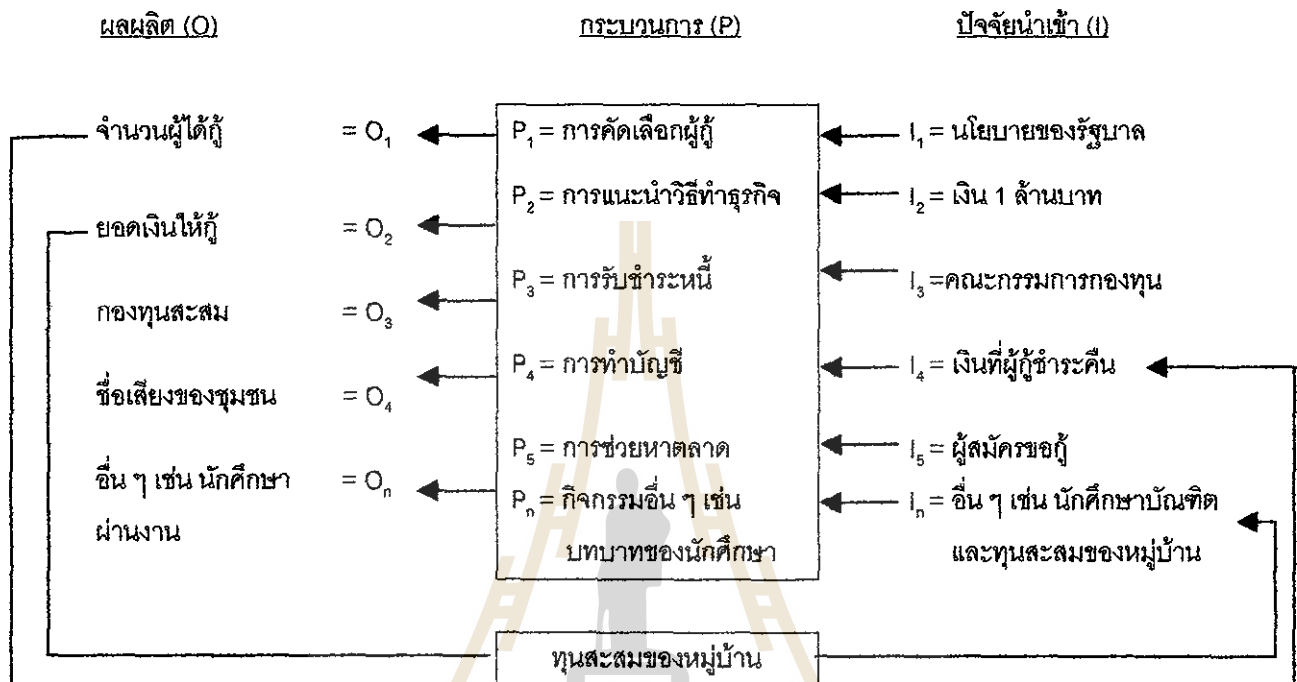 ผลผลิต (O) กระบวนการ (P) ปัจจัยนำเข้า (I)
จำนวนผู้ได้กู้ = O₁ P₁ = การคัดเลือกผู้กู้ I₁ = นโยบายของรัฐบาล
P₂ = การแนะนำวิธีทำธุรกิจ I₂ = เงิน 1 ล้านบาท
ยอดเงินให้กู้ = O₂
P₃ = การรับชำระหนี้ I₃ =คณะกรรมการกองทุน
กองทุนสะสม = O₃
P₄ = การทำบัญชี I₄ = เงินที่ผู้กู้ชำระคืน
ชื่อเสียงของชุมชน = O₄
P₅ = การช่วยหาตลาด I₅ = ผู้สมัครขอกู้
อื่น ๆ เช่น นักศึกษา = Oₙ Pₙ = กิจกรรมอื่น ๆ เช่น Iₙ = อื่น ๆ เช่น นักศึกษาบัณฑิต
ผ่านงาน บทบาทของนักศึกษา และทุนสะสมของหมู่บ้าน
ทุนสะสมของหมู่บ้าน